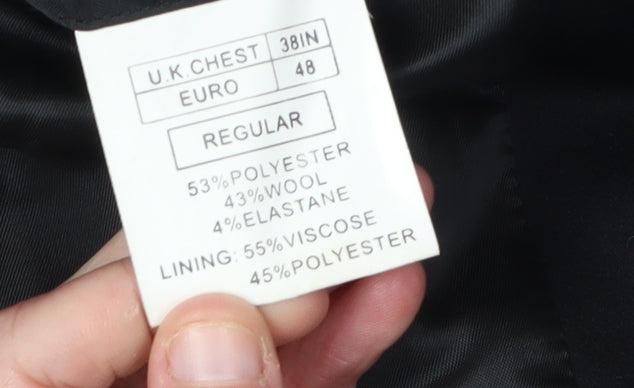 U.K.CHEST 38IN
EURO 48
REGULAR
53%POLYESTER
43%WOOL
4%ELASTANE
LINING: 55%VISCOSE
45%POLYESTER